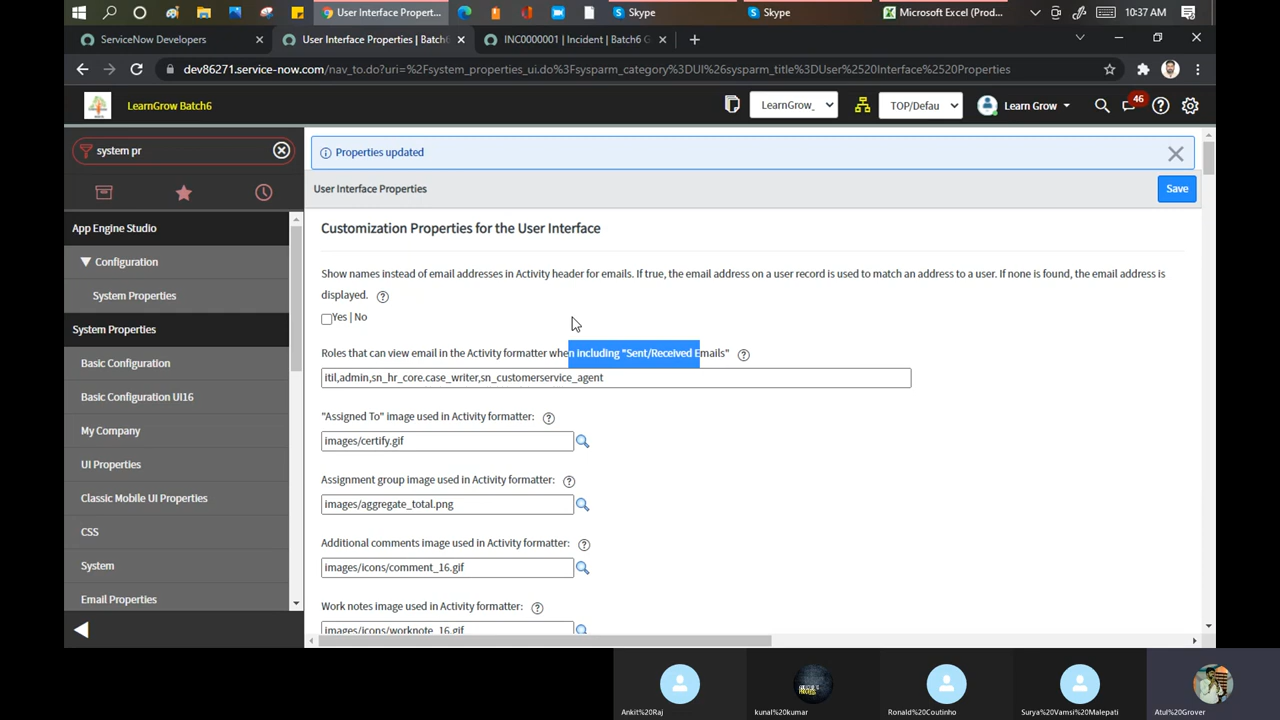 User Interface Propert...
Skype
Skype
Microsoft Excel (Prod...
10:37 AM
ServiceNow Developers
User Interface Properties | Batch6
INC0000001 | Incident | Batch6 G
dev86271.service-now.com/nav_to.do?uri=%2Fsystem_properties_ui.do%3Fsysparm_category%3DUI%26sysparm_title%3DUser%2520Interface%2520Properties
LearnGrow Batch6
LearnGrow_
TOP/Defau
Learn Grow
46
system pr
Properties updated
User Interface Properties
Save
App Engine Studio
Configuration
System Properties
System Properties
Basic Configuration
Basic Configuration UI16
My Company
UI Properties
Classic Mobile UI Properties
CSS
System
Email Properties
Customization Properties for the User Interface
Show names instead of email addresses in Activity header for emails. If true, the email address on a user record is used to match an address to a user. If none is found, the email address is
displayed.
Yes | No
Roles that can view email in the Activity formatter when including "Sent/Received Emails"
itil,admin,sn_hr_core.case_writer,sn_customerservice_agent
"Assigned To" image used in Activity formatter:
images/certify.gif
Assignment group image used in Activity formatter:
images/aggregate_total.png
Additional comments image used in Activity formatter:
images/icons/comment_16.gif
Work notes image used in Activity formatter:
images/icons/worknote_16.gif
Ankit%20Raj
kunal%20kumar
Ronald%20Coutinho
Surya%20Vamsi%20Malepati
Atul%20Grover